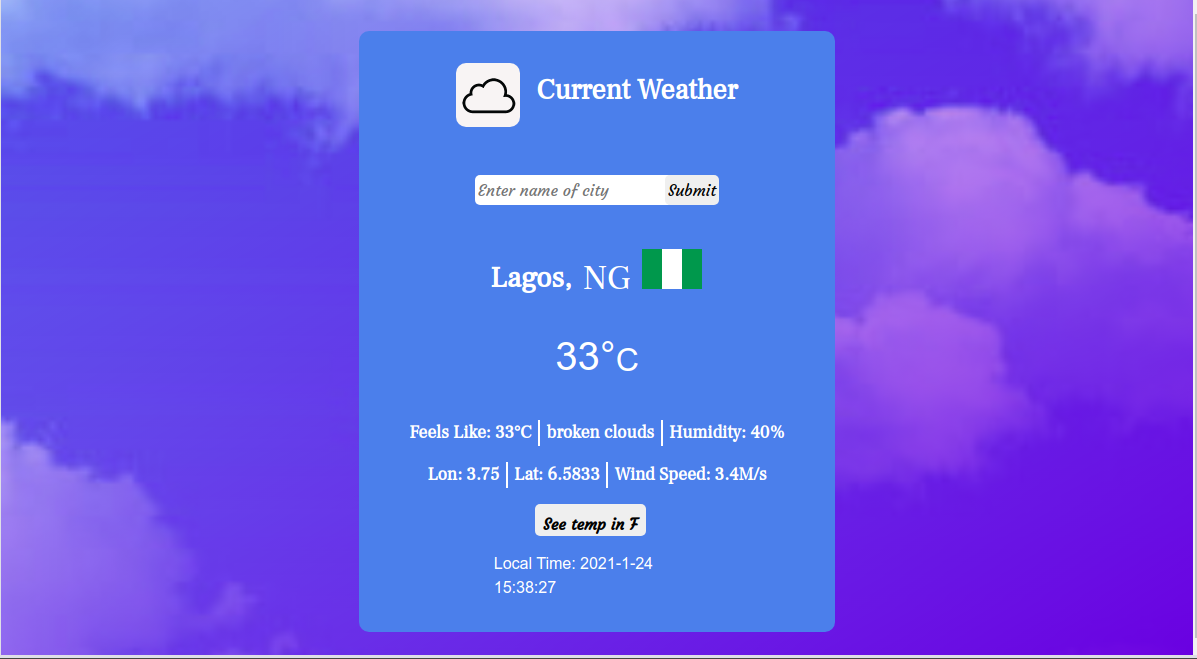 Current Weather
Enter name of city Submit
Lagos, NG
33°C
Feels Like: 33°C | broken clouds | Humidity: 40%
Lon: 3.75 | Lat: 6.5833 | Wind Speed: 3.4M/s
See temp in F
Local Time: 2021-1-24
15:38:27